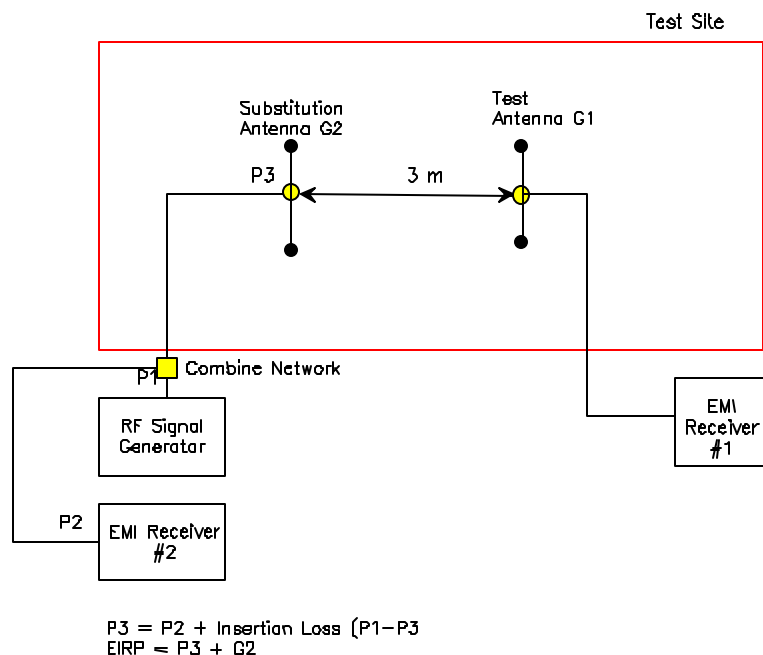 Test Site
Substitution
Antenna G2
Test
Antenna G1
P3
3 m
Combine Network
P1
RF Signal
Generator
EMI
Receiver
#1
P2
EMI Receiver
#2
P3 = P2 + Insertion Loss (P1-P3
EIRP = P3 + G2